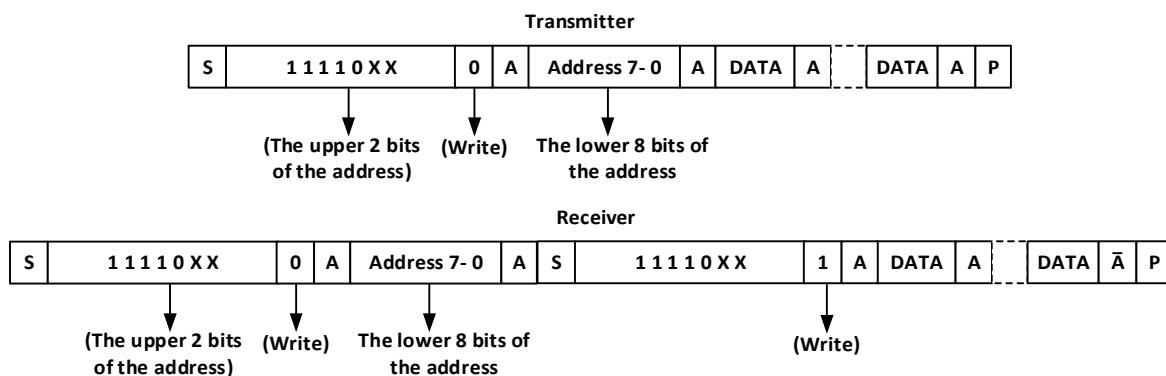 Transmitter
S 1 1 1 1 0 X X 0 A Address 7- 0 A DATA A DATA A P
(The upper 2 bits of the address) (Write) The lower 8 bits of the address
Receiver
S 1 1 1 1 0 X X 0 A Address 7- 0 A S 1 1 1 1 0 X X 1 A DATA A DATA Ā P
(The upper 2 bits of the address) (Write) The lower 8 bits of the address (Write)